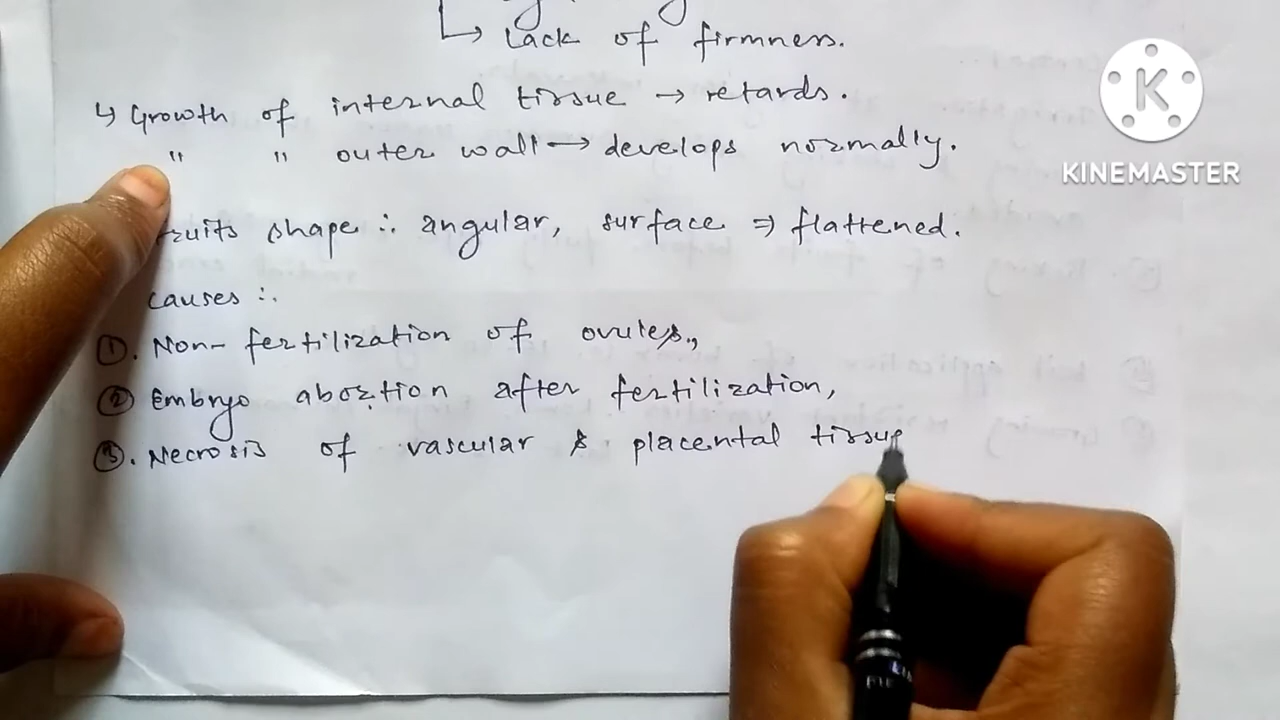 ↳ Lack of firmness.
↳ Growth of internal tissue → retards.
" " outer wall → develops normally.
fruits shape ∴ angular, surface ⇒ flattened.
causes :.
①. Non-fertilization of ovules.,
② Embryo abortion after fertilization,
③. Necrosis of vascular & placental tissue
K
KINEMASTER